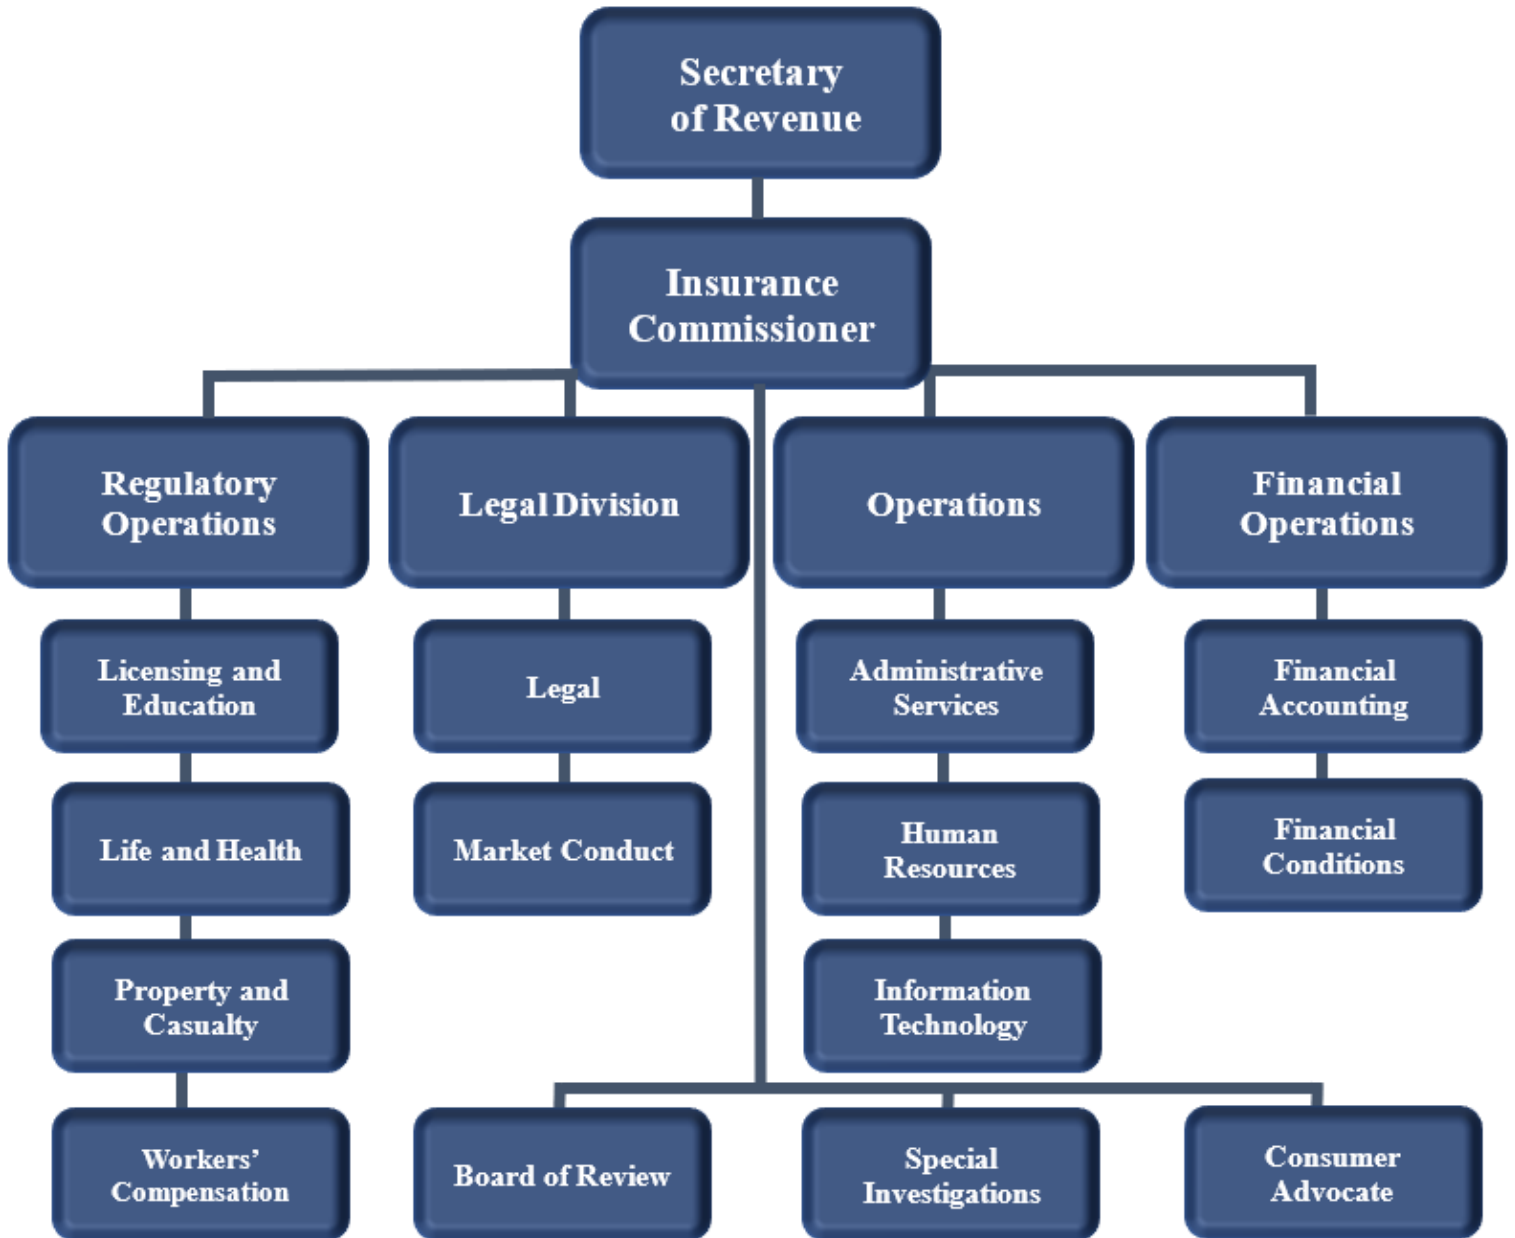 Secretary
of Revenue
Insurance
Commissioner
Regulatory
Operations
Legal Division
Operations
Financial
Operations
Licensing and
Education
Legal
Administrative
Services
Financial
Accounting
Life and Health
Market Conduct
Human
Resources
Financial
Conditions
Property and
Casualty
Information
Technology
Workers’
Compensation
Board of Review
Special
Investigations
Consumer
Advocate